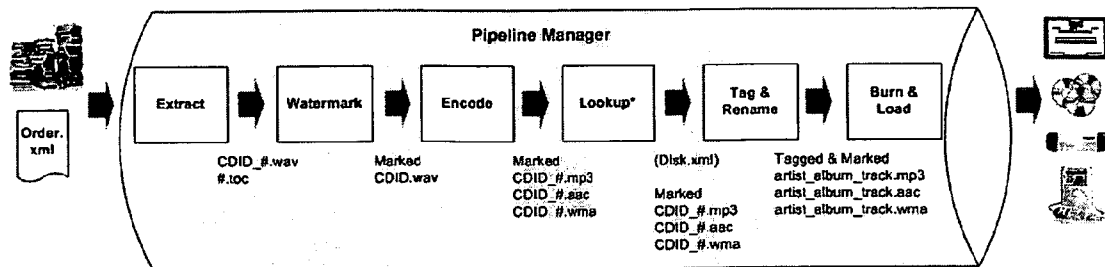 Pipeline Manager
Order.
xml
Extract
Watermark
Encode
Lookup*
Tag &
Rename
Burn &
Load
CDID_#.wav
#.toc
Marked
CDID.wav
Marked
CDID_#.mp3
CDID_#.aac
CDID_#.wma
(Disk.xml)
Marked
CDID_#.mp3
CDID_#.aac
CDID_#.wma
Tagged & Marked
artist_album_track.mp3
artist_album_track.aac
artist_album_track.wma